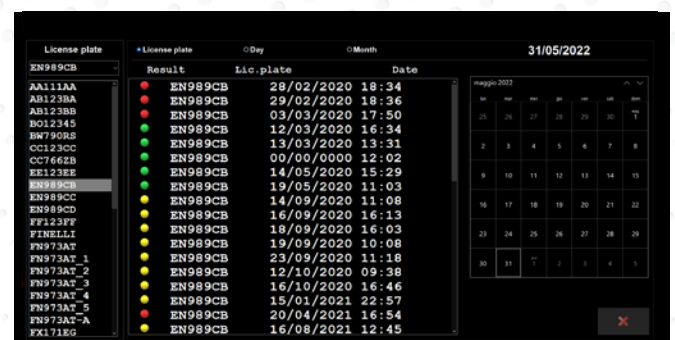 License plate
EN989CB
AA111AA
AB123BA
AB123BB
BO12345
BW790RS
CC123CC
CC766ZB
EE123EE
EN989CB
EN989CC
EN989CD
FF123FF
FINELLI
FN973AT
FN973AT_1
FN973AT_2
FN973AT_3
FN973AT_4
FN973AT_5
FN973AT-A
FX171EG
License plate Day Month
Result Lic.plate Date
EN989CB 28/02/2020 18:34
EN989CB 29/02/2020 18:36
EN989CB 03/03/2020 17:50
EN989CB 12/03/2020 16:34
EN989CB 13/03/2020 13:31
EN989CB 00/00/0000 12:02
EN989CB 14/05/2020 15:29
EN989CB 19/05/2020 11:03
EN989CB 14/09/2020 11:08
EN989CB 16/09/2020 16:13
EN989CB 18/09/2020 16:03
EN989CB 19/09/2020 10:08
EN989CB 23/09/2020 11:18
EN989CB 12/10/2020 09:38
EN989CB 16/10/2020 16:46
EN989CB 15/01/2021 22:57
EN989CB 20/04/2021 16:54
EN989CB 16/08/2021 12:45
31/05/2022
maggio 2022
lun mar mer gio ven sab dom
25 26 27 28 29 30 1
2 3 4 5 6 7 8
9 10 11 12 13 14 15
16 17 18 19 20 21 22
23 24 25 26 27 28 29
30 31 1 2 3 4 5